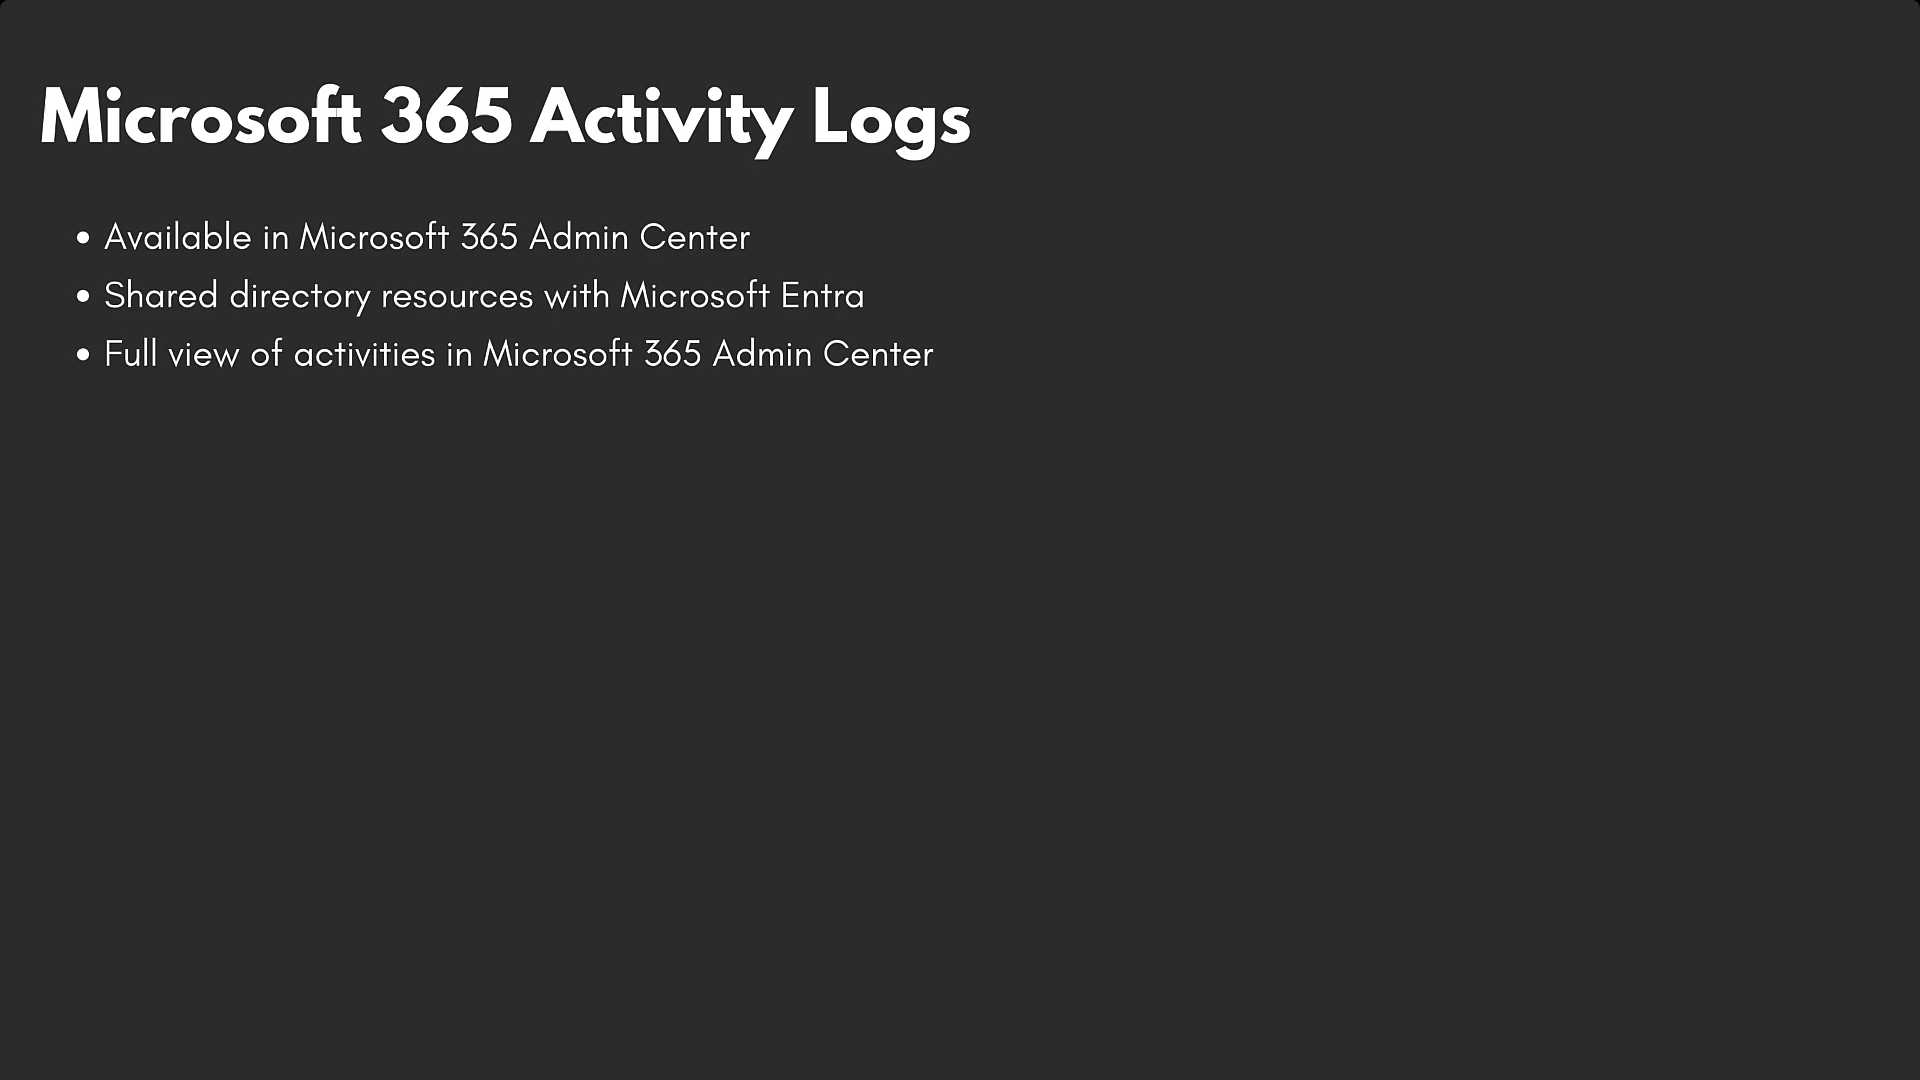 Microsoft 365 Activity Logs
• Available in Microsoft 365 Admin Center
• Shared directory resources with Microsoft Entra
• Full view of activities in Microsoft 365 Admin Center